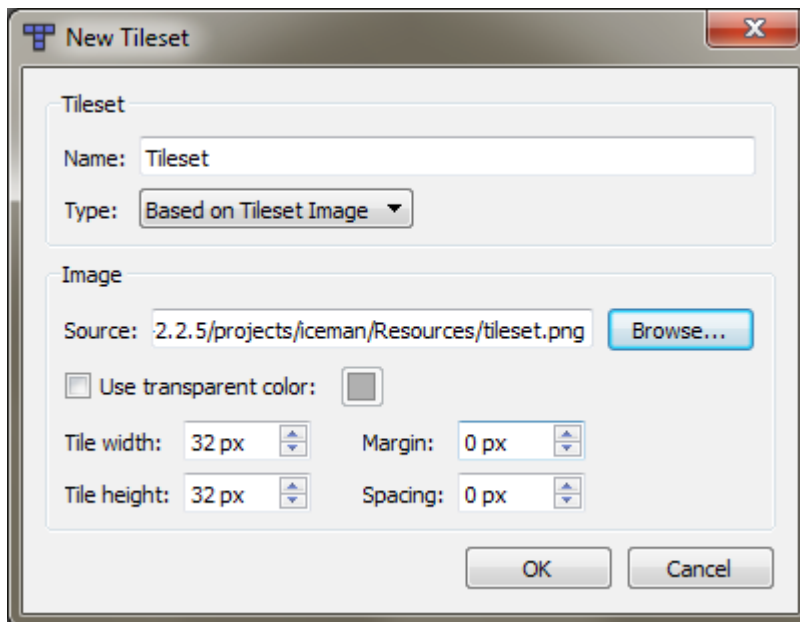 New Tileset
Tileset
Name: Tileset
Type: Based on Tileset Image
Image
Source: -2.2.5/projects/iceman/Resources/tileset.png Browse...
Use transparent color:
Tile width: 32 px Margin: 0 px
Tile height: 32 px Spacing: 0 px
OK Cancel